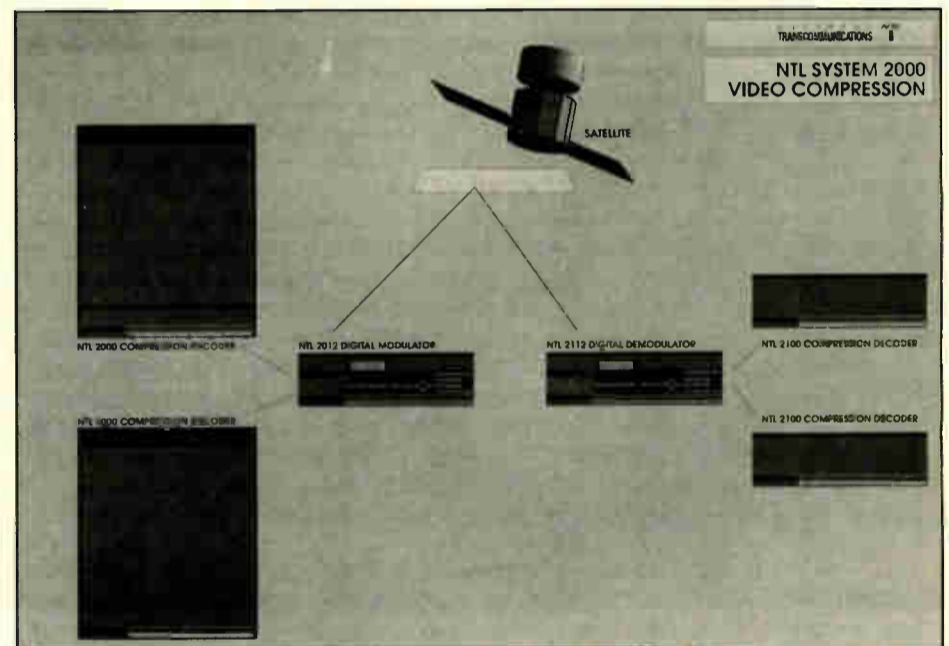 TRANSCOMMUNICATIONS
NTL SYSTEM 2000
VIDEO COMPRESSION
SATELLITE
NTL 2000 COMPRESSION ENCODER
NTL 2012 DIGITAL MODULATOR
NTL 2112 DIGITAL DEMODULATOR
NTL 2100 COMPRESSION DECODER
NTL 2000 COMPRESSION ENCODER
NTL 2100 COMPRESSION DECODER